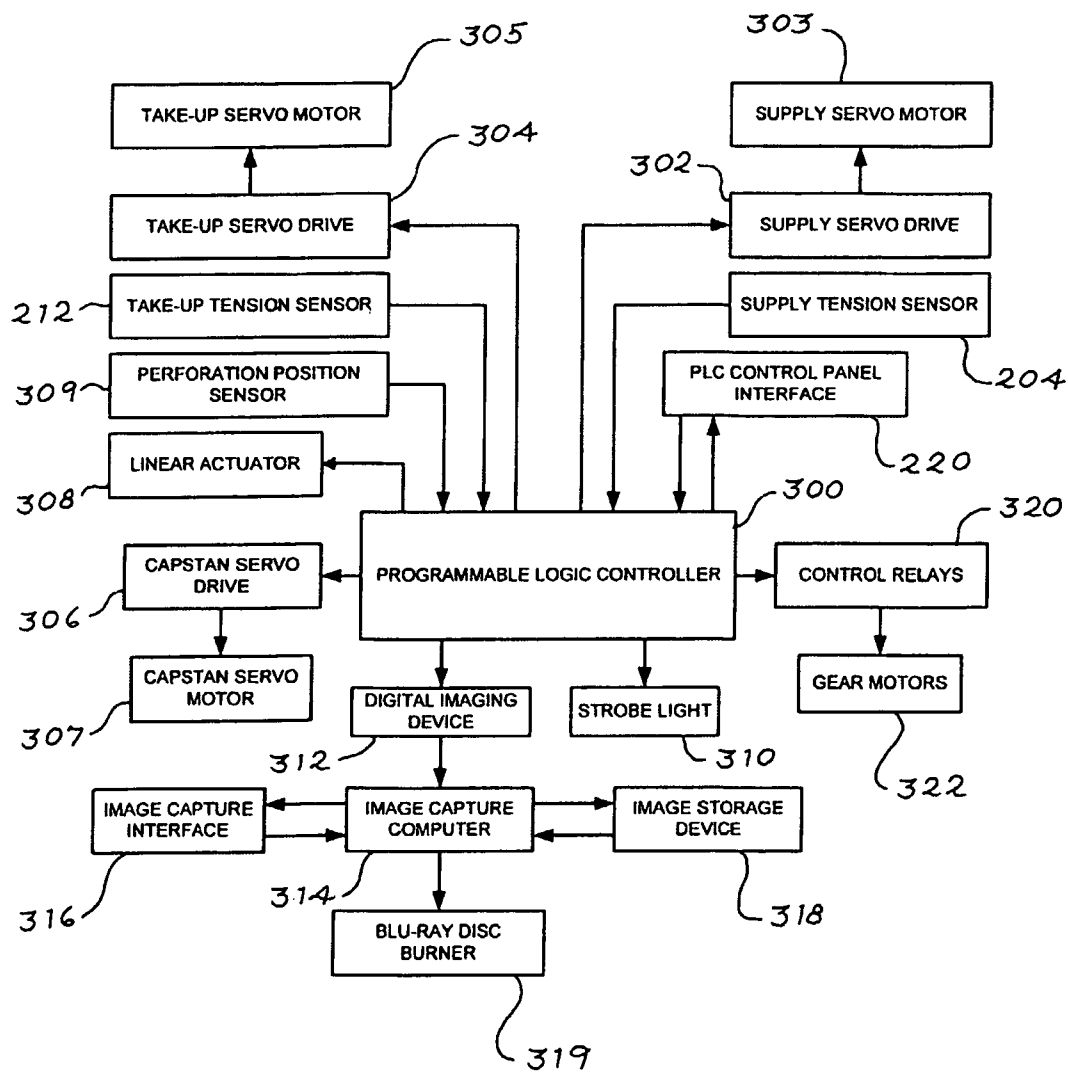 305
303
TAKE-UP SERVO MOTOR
SUPPLY SERVO MOTOR
304
302
TAKE-UP SERVO DRIVE
SUPPLY SERVO DRIVE
212
TAKE-UP TENSION SENSOR
SUPPLY TENSION SENSOR
204
309
PERFORATION POSITION
SENSOR
PLC CONTROL PANEL
INTERFACE
220
LINEAR ACTUATOR
308
300
320
CAPSTAN SERVO
DRIVE
PROGRAMMABLE LOGIC CONTROLLER
CONTROL RELAYS
306
CAPSTAN SERVO
MOTOR
307
DIGITAL IMAGING
DEVICE
312
STROBE LIGHT
310
GEAR MOTORS
322
IMAGE CAPTURE
INTERFACE
316
IMAGE CAPTURE
COMPUTER
314
IMAGE STORAGE
DEVICE
318
BLU-RAY DISC
BURNER
319